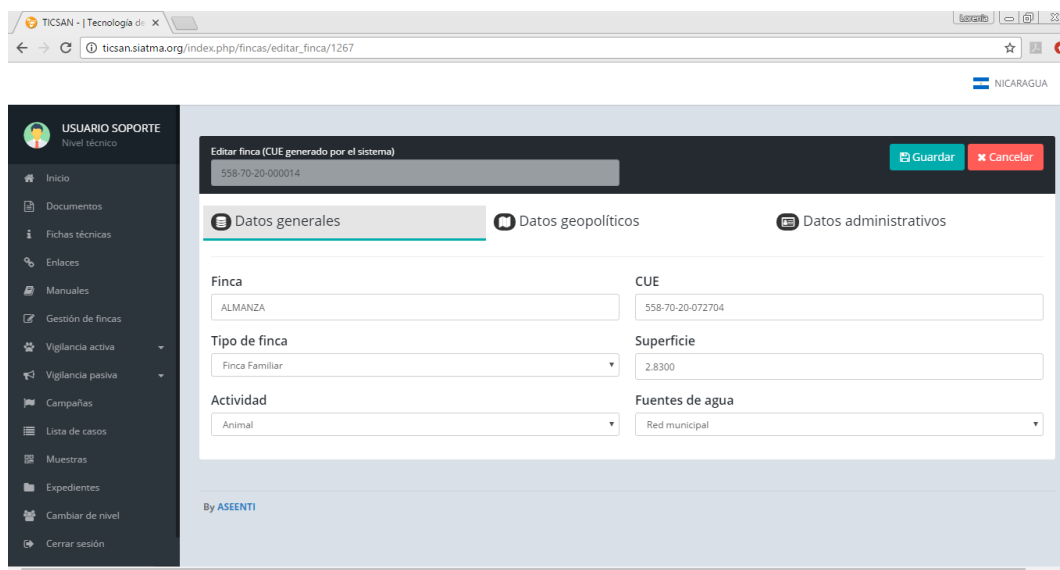 TICSAN - | Tecnología de
Lorenia
ticsan.siatma.org/index.php/fincas/editar_finca/1267
NICARAGUA
USUARIO SOPORTE
Nivel técnico
Inicio
Documentos
Fichas técnicas
Enlaces
Manuales
Gestión de fincas
Vigilancia activa
Vigilancia pasiva
Campañas
Lista de casos
Muestras
Expedientes
Cambiar de nivel
Cerrar sesión
Editar finca (CUE generado por el sistema)
558-70-20-000014
Guardar
Cancelar
Datos generales
Datos geopolíticos
Datos administrativos
Finca
CUE
ALMANZA
558-70-20-072704
Tipo de finca
Superficie
Finca Familiar
2.8300
Actividad
Fuentes de agua
Animal
Red municipal
By ASEENTI